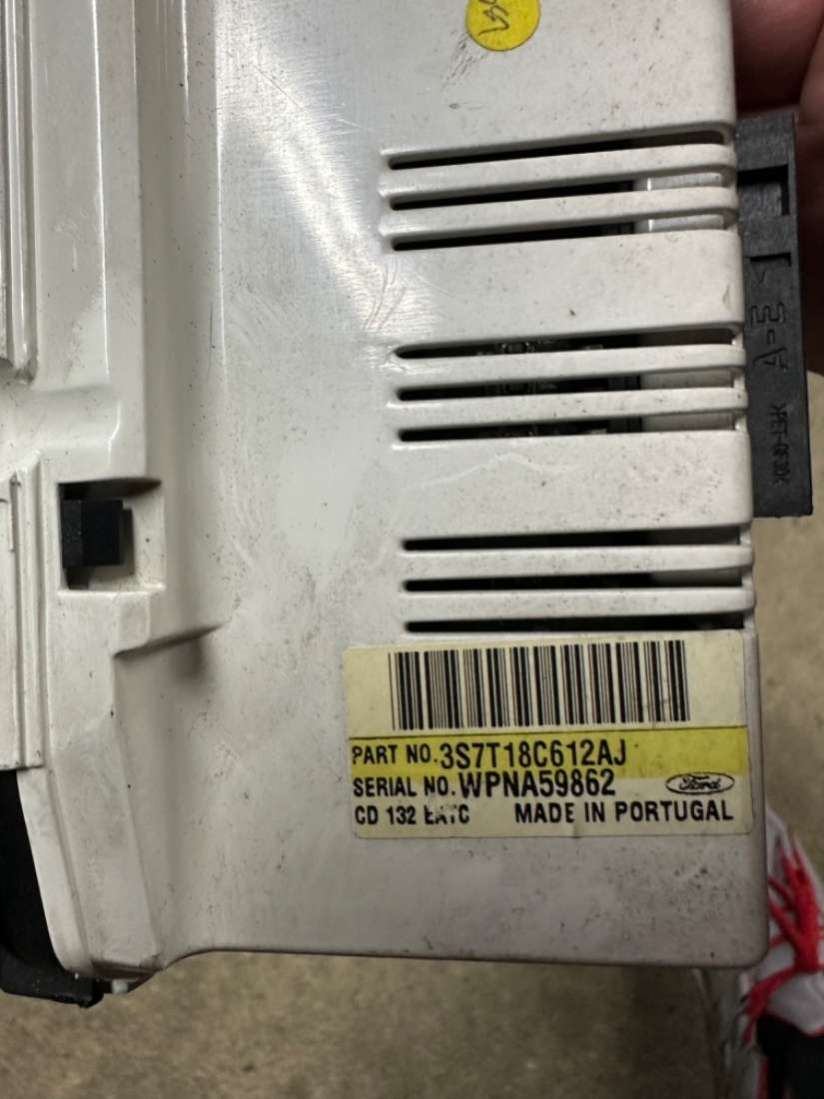 PART NO. 3S7T18C612AJ
SERIAL NO. WPNA59862
Ford
CD 132 EATC MADE IN PORTUGAL
A-E